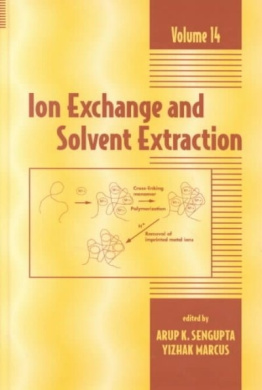 Volume 14
Ion Exchange and
Solvent Extraction
Cross-linking
monomer
Polymerization
H⁺
Removal of
imprinted metal ions
edited by
ARUP K. SENGUPTA
YIZHAK MARCUS